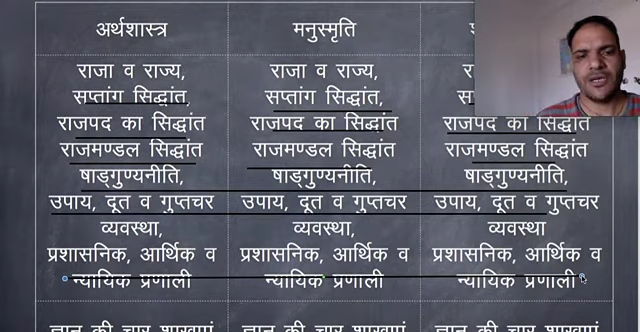 अर्थशास्त्र मनुस्मृति
राजा व राज्य, राजा व राज्य,
सप्तांग सिद्धांत, सप्तांग सिद्धांत,
राजपद का सिद्धांत राजपद का सिद्धांत राजपद का सिद्धांत
राजमण्डल सिद्धांत राजमण्डल सिद्धांत राजमण्डल सिद्धांत
षाड्गुण्यनीति, षाड्गुण्यनीति, षाड्गुण्यनीति,
उपाय, दूत व गुप्तचर उपाय, दूत व गुप्तचर उपाय, दूत व गुप्तचर
व्यवस्था, व्यवस्था, व्यवस्था
प्रशासनिक, आर्थिक व प्रशासनिक, आर्थिक व प्रशासनिक, आर्थिक व
न्यायिक प्रणाली न्यायिक प्रणाली न्यायिक प्रणाली